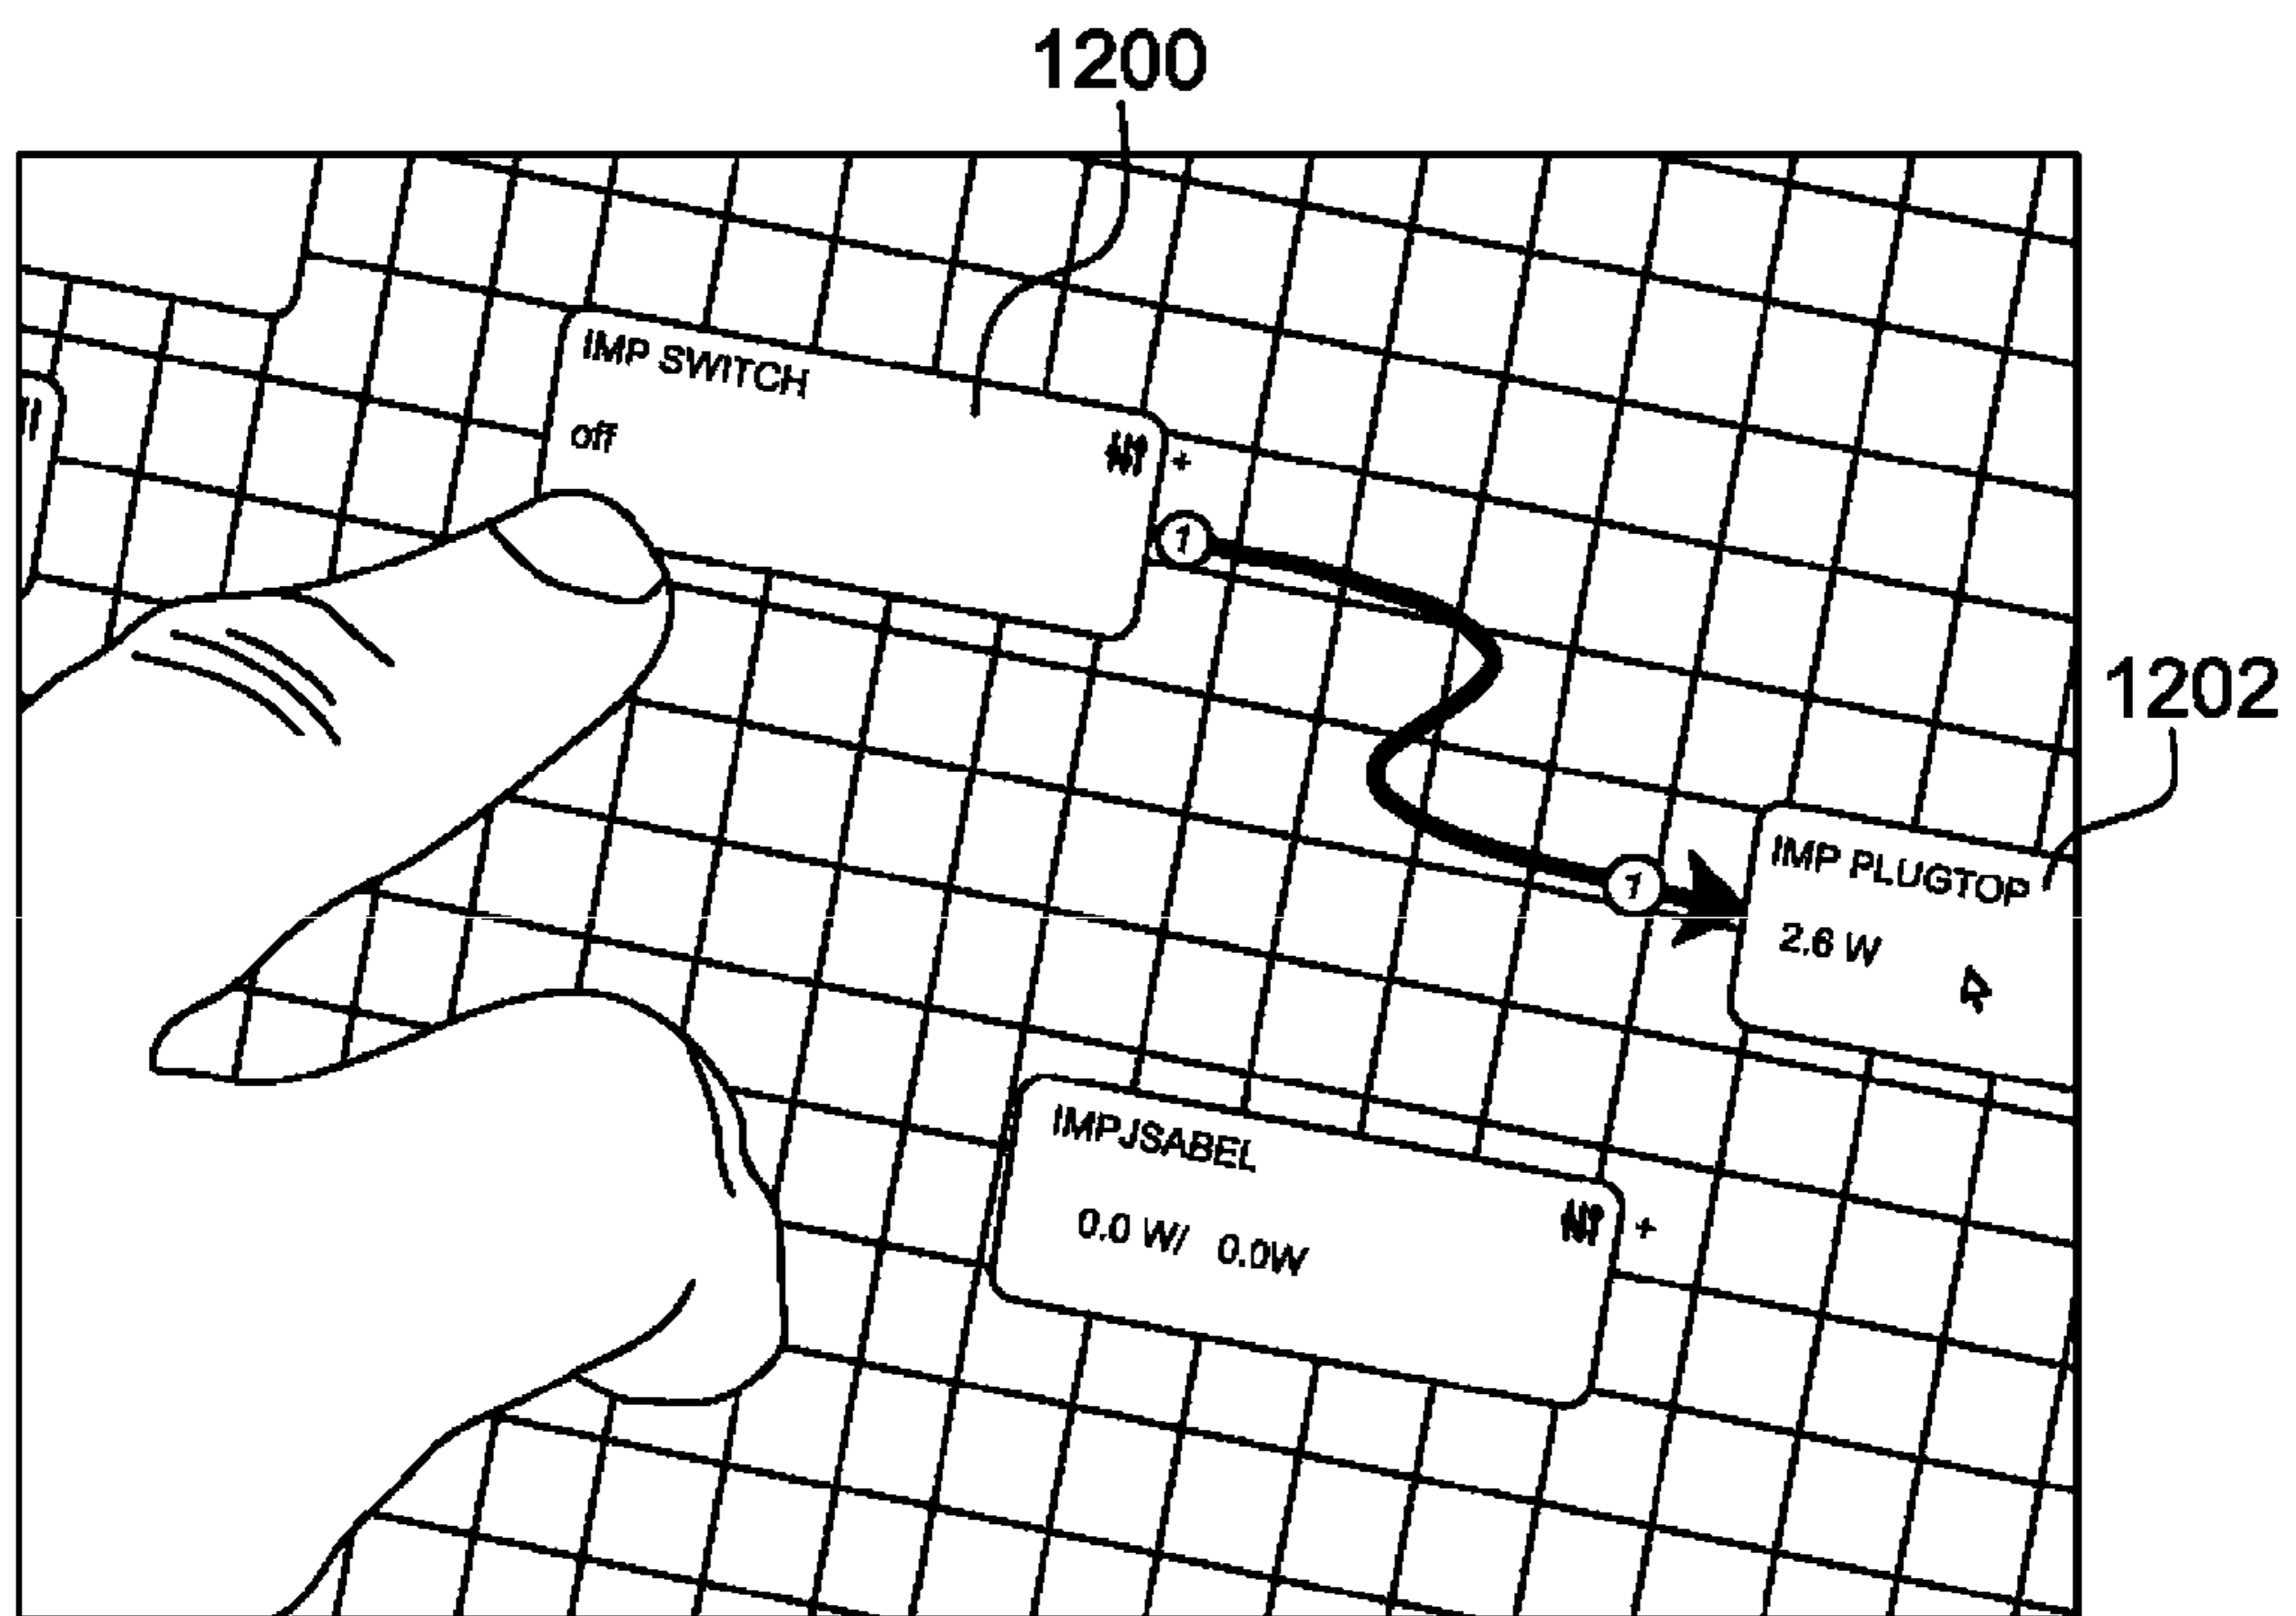 1200
IMP SWITCH
off
+
1
1202
1
IMP PLUGTOP
2.6 W
IMPJSABEL
0.0 W/ 0.0W
+